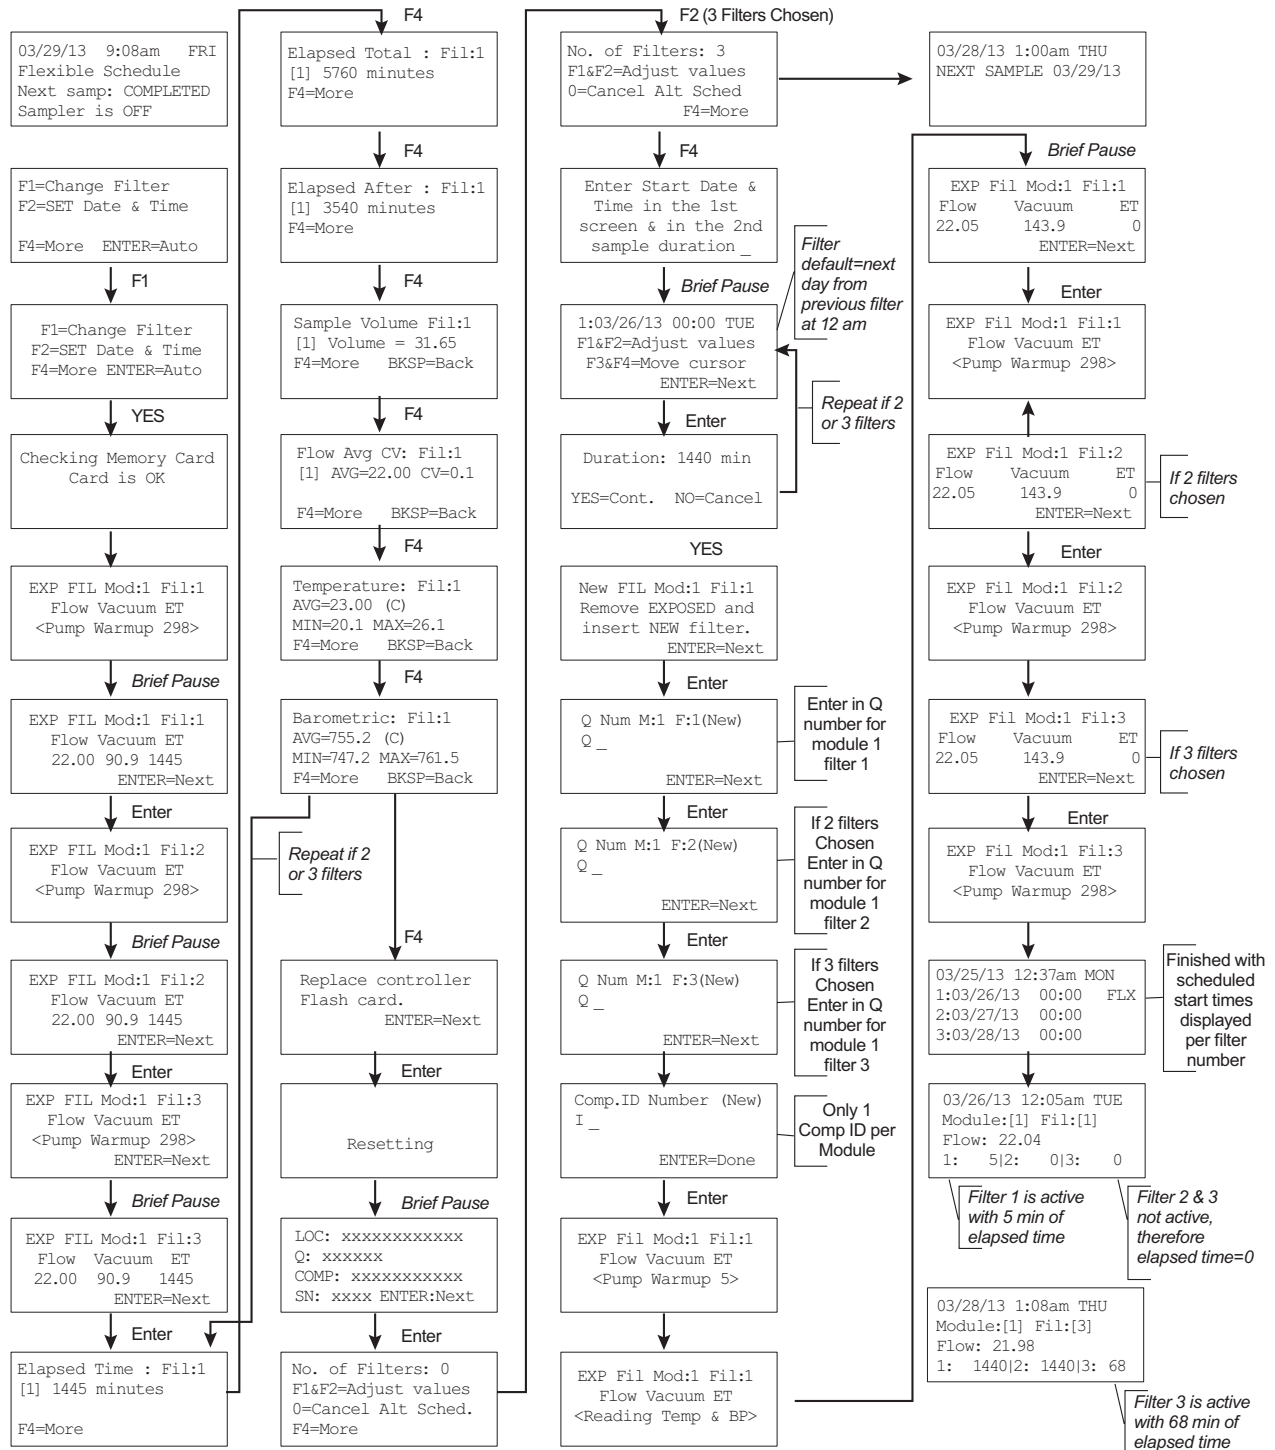 03/29/13 9:08am FRI
Flexible Schedule
Next samp: COMPLETED
Sampler is OFF
F1=Change Filter
F2=SET Date & Time
F4=More ENTER=Auto
F1
F1=Change Filter
F2=SET Date & Time
F4=More ENTER=Auto
YES
Checking Memory Card
Card is OK
EXP FIL Mod:1 Fil:1
Flow Vacuum ET
<Pump Warmup 298>
Brief Pause
EXP FIL Mod:1 Fil:1
Flow Vacuum ET
22.00 90.9 1445
ENTER=Next
Enter
EXP FIL Mod:1 Fil:2
Flow Vacuum ET
<Pump Warmup 298>
Brief Pause
EXP FIL Mod:1 Fil:2
Flow Vacuum ET
22.00 90.9 1445
ENTER=Next
Enter
EXP FIL Mod:1 Fil:3
Flow Vacuum ET
<Pump Warmup 298>
ENTER=Next
Brief Pause
EXP FIL Mod:1 Fil:3
Flow Vacuum ET
22.00 90.9 1445
ENTER=Next
Enter
Elapsed Time : Fil:1
[1] 1445 minutes
F4=More
F4
Elapsed Total : Fil:1
[1] 5760 minutes
F4=More
F4
Elapsed After : Fil:1
[1] 3540 minutes
F4=More
F4
Sample Volume Fil:1
[1] Volume = 31.65
F4=More BKSP=Back
F4
Flow Avg CV: Fil:1
[1] AVG=22.00 CV=0.1
F4=More BKSP=Back
F4
Temperature: Fil:1
AVG=23.00 (C)
MIN=20.1 MAX=26.1
F4=More BKSP=Back
F4
Barometric: Fil:1
AVG=755.2 (C)
MIN=747.2 MAX=761.5
F4=More BKSP=Back
Repeat if 2
or 3 filters
F4
Replace controller
Flash card.
ENTER=Next
Enter
Resetting
Brief Pause
LOC: xxxxxxxxxxxx
Q: xxxxxx
COMP: xxxxxxxxxxx
SN: xxxx ENTER:Next
Enter
No. of Filters: 0
F1&F2=Adjust values
0=Cancel Alt Sched.
F4=More
F2 (3 Filters Chosen)
No. of Filters: 3
F1&F2=Adjust values
0=Cancel Alt Sched
F4=More
F4
Enter Start Date &
Time in the 1st
screen & in the 2nd
sample duration _
Brief Pause
Filter
default=next
day from
previous filter
at 12 am
1:03/26/13 00:00 TUE
F1&F2=Adjust values
F3&F4=Move cursor
ENTER=Next
Enter
Repeat if 2
or 3 filters
Duration: 1440 min
YES=Cont. NO=Cancel
YES
New FIL Mod:1 Fil:1
Remove EXPOSED and
insert NEW filter.
ENTER=Next
Enter
Q Num M:1 F:1(New)
Q _
ENTER=Next
Enter in Q
number for
module 1
filter 1
Enter
Q Num M:1 F:2(New)
Q _
ENTER=Next
If 2 filters
Chosen
Enter in Q
number for
module 1
filter 2
Enter
Q Num M:1 F:3(New)
Q _
ENTER=Next
If 3 filters
Chosen
Enter in Q
number for
module 1
filter 3
Enter
Comp.ID Number (New)
I _
ENTER=Done
Only 1
Comp ID per
Module
Enter
EXP Fil Mod:1 Fil:1
Flow Vacuum ET
<Pump Warmup 5>
EXP Fil Mod:1 Fil:1
Flow Vacuum ET
<Reading Temp & BP>
03/28/13 1:00am THU
NEXT SAMPLE 03/29/13
Brief Pause
EXP Fil Mod:1 Fil:1
Flow Vacuum ET
22.05 143.9 0
ENTER=Next
Enter
EXP Fil Mod:1 Fil:1
Flow Vacuum ET
<Pump Warmup 298>
EXP Fil Mod:1 Fil:2
Flow Vacuum ET
22.05 143.9 0
ENTER=Next
If 2 filters
chosen
Enter
EXP Fil Mod:1 Fil:2
Flow Vacuum ET
<Pump Warmup 298>
EXP Fil Mod:1 Fil:3
Flow Vacuum ET
22.05 143.9 0
ENTER=Next
If 3 filters
chosen
Enter
EXP Fil Mod:1 Fil:3
Flow Vacuum ET
<Pump Warmup 298>
03/25/13 12:37am MON
1:03/26/13 00:00 FLX
2:03/27/13 00:00
3:03/28/13 00:00
Finished with
scheduled
start times
displayed
per filter
number
03/26/13 12:05am TUE
Module:[1] Fil:[1]
Flow: 22.04
1: 5|2: 0|3: 0
Filter 1 is active
with 5 min of
elapsed time
Filter 2 & 3
not active,
therefore
elapsed time=0
03/28/13 1:08am THU
Module:[1] Fil:[3]
Flow: 21.98
1: 1440|2: 1440|3: 68
Filter 3 is active
with 68 min of
elapsed time